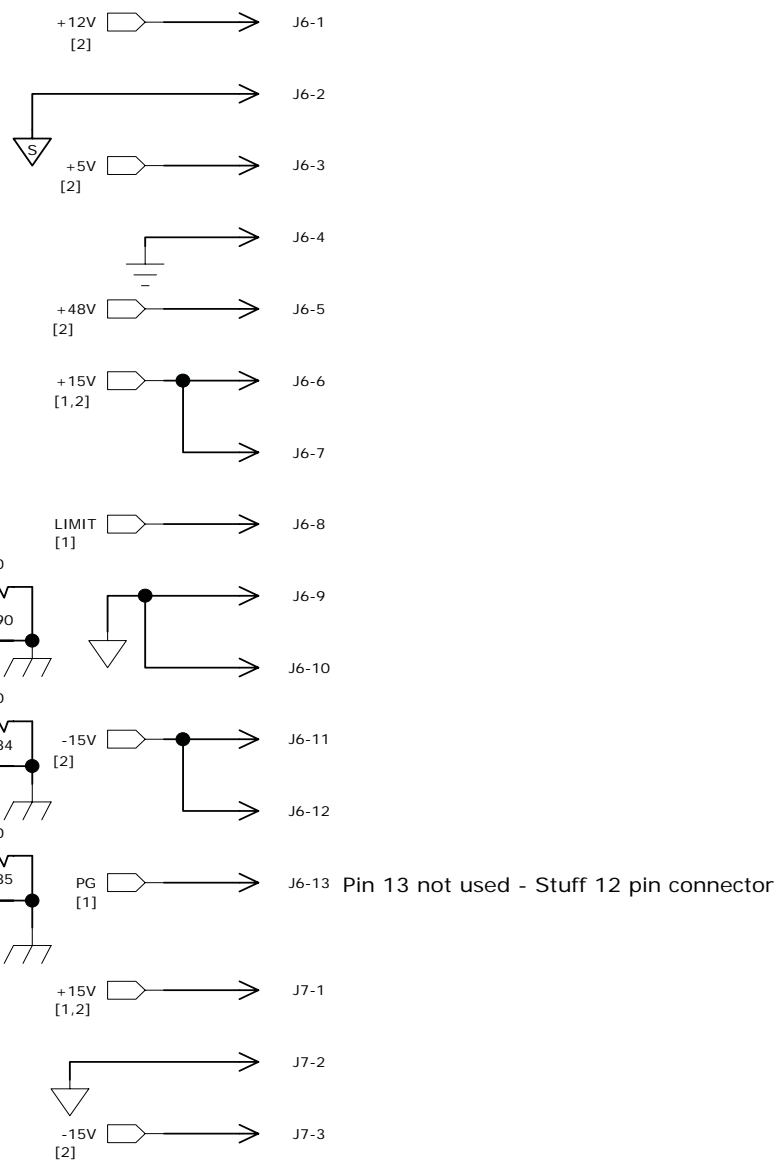 +12V
[2]
J6-1
J6-2
S
+5V
[2]
J6-3
J6-4
+48V
[2]
J6-5
+15V
[1,2]
J6-6
J6-7
LIMIT
[1]
J6-8
J6-9
J6-10
-15V
[2]
J6-11
J6-12
PG
[1]
J6-13 Pin 13 not used - Stuff 12 pin connector
+15V
[1,2]
J7-1
J7-2
-15V
[2]
J7-3